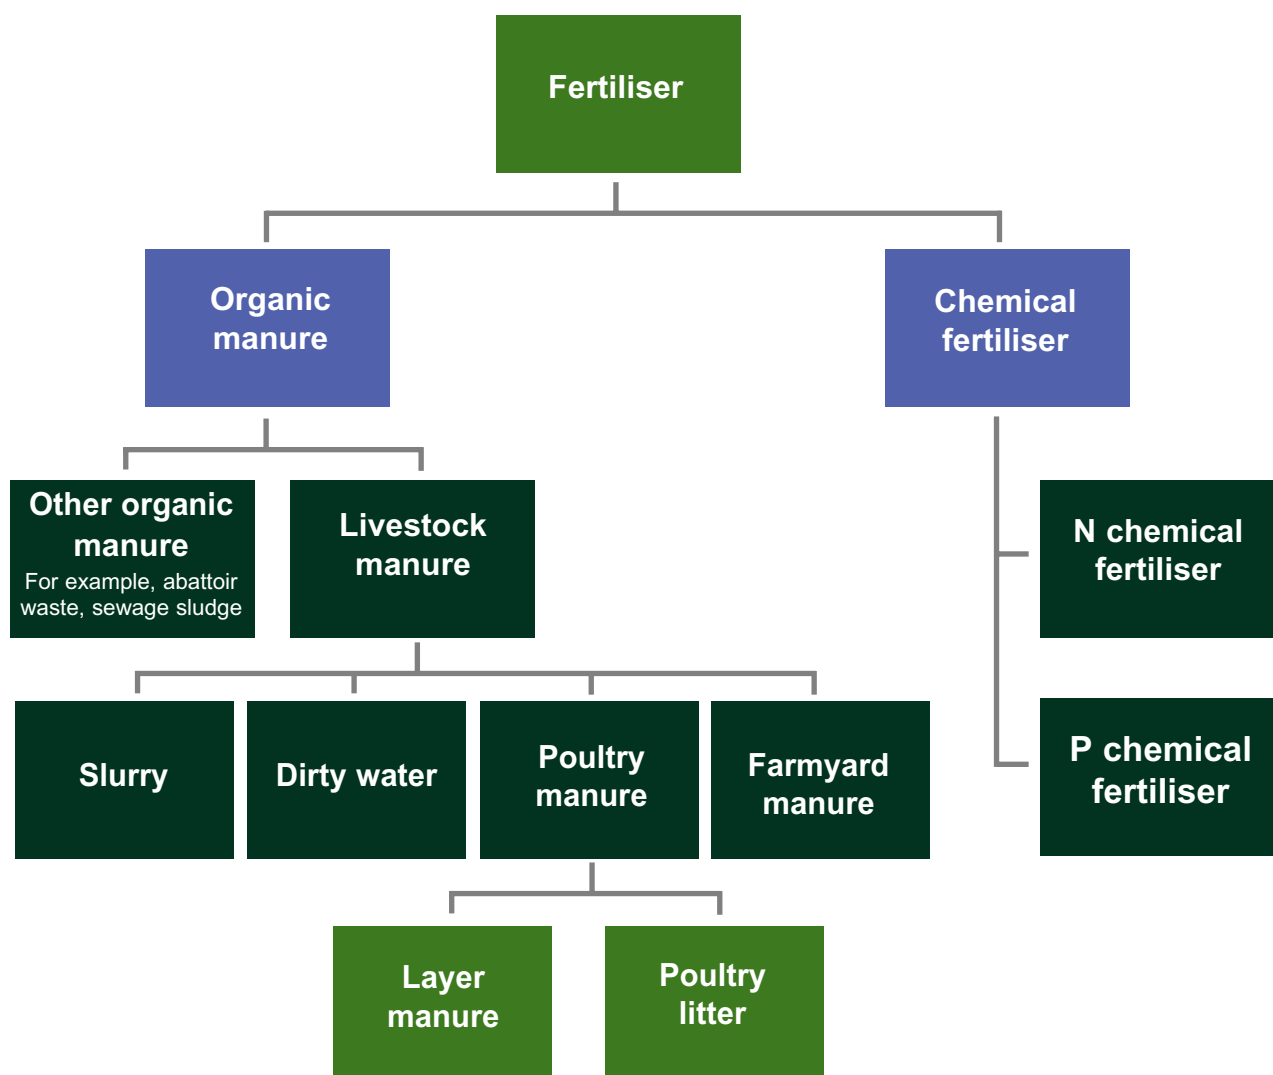 Fertiliser
Organic
manure
Chemical
fertiliser
Other organic
manure
For example, abattoir
waste, sewage sludge
Livestock
manure
N chemical
fertiliser
Slurry
Dirty water
Poultry
manure
Farmyard
manure
P chemical
fertiliser
Layer
manure
Poultry
litter